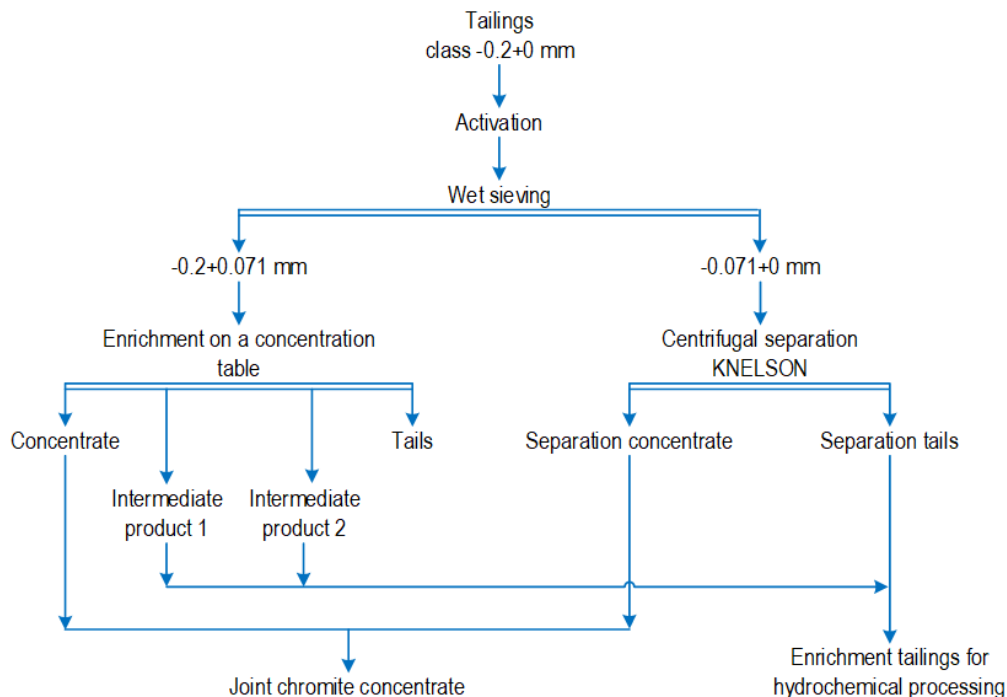 Tailings
class -0.2+0 mm
Activation
Wet sieving
-0.2+0.071 mm
-0.071+0 mm
Enrichment on a concentration
table
Centrifugal separation
KNELSON
Concentrate
Tails
Separation concentrate
Separation tails
Intermediate
product 1
Intermediate
product 2
Joint chromite concentrate
Enrichment tailings for
hydrochemical processing